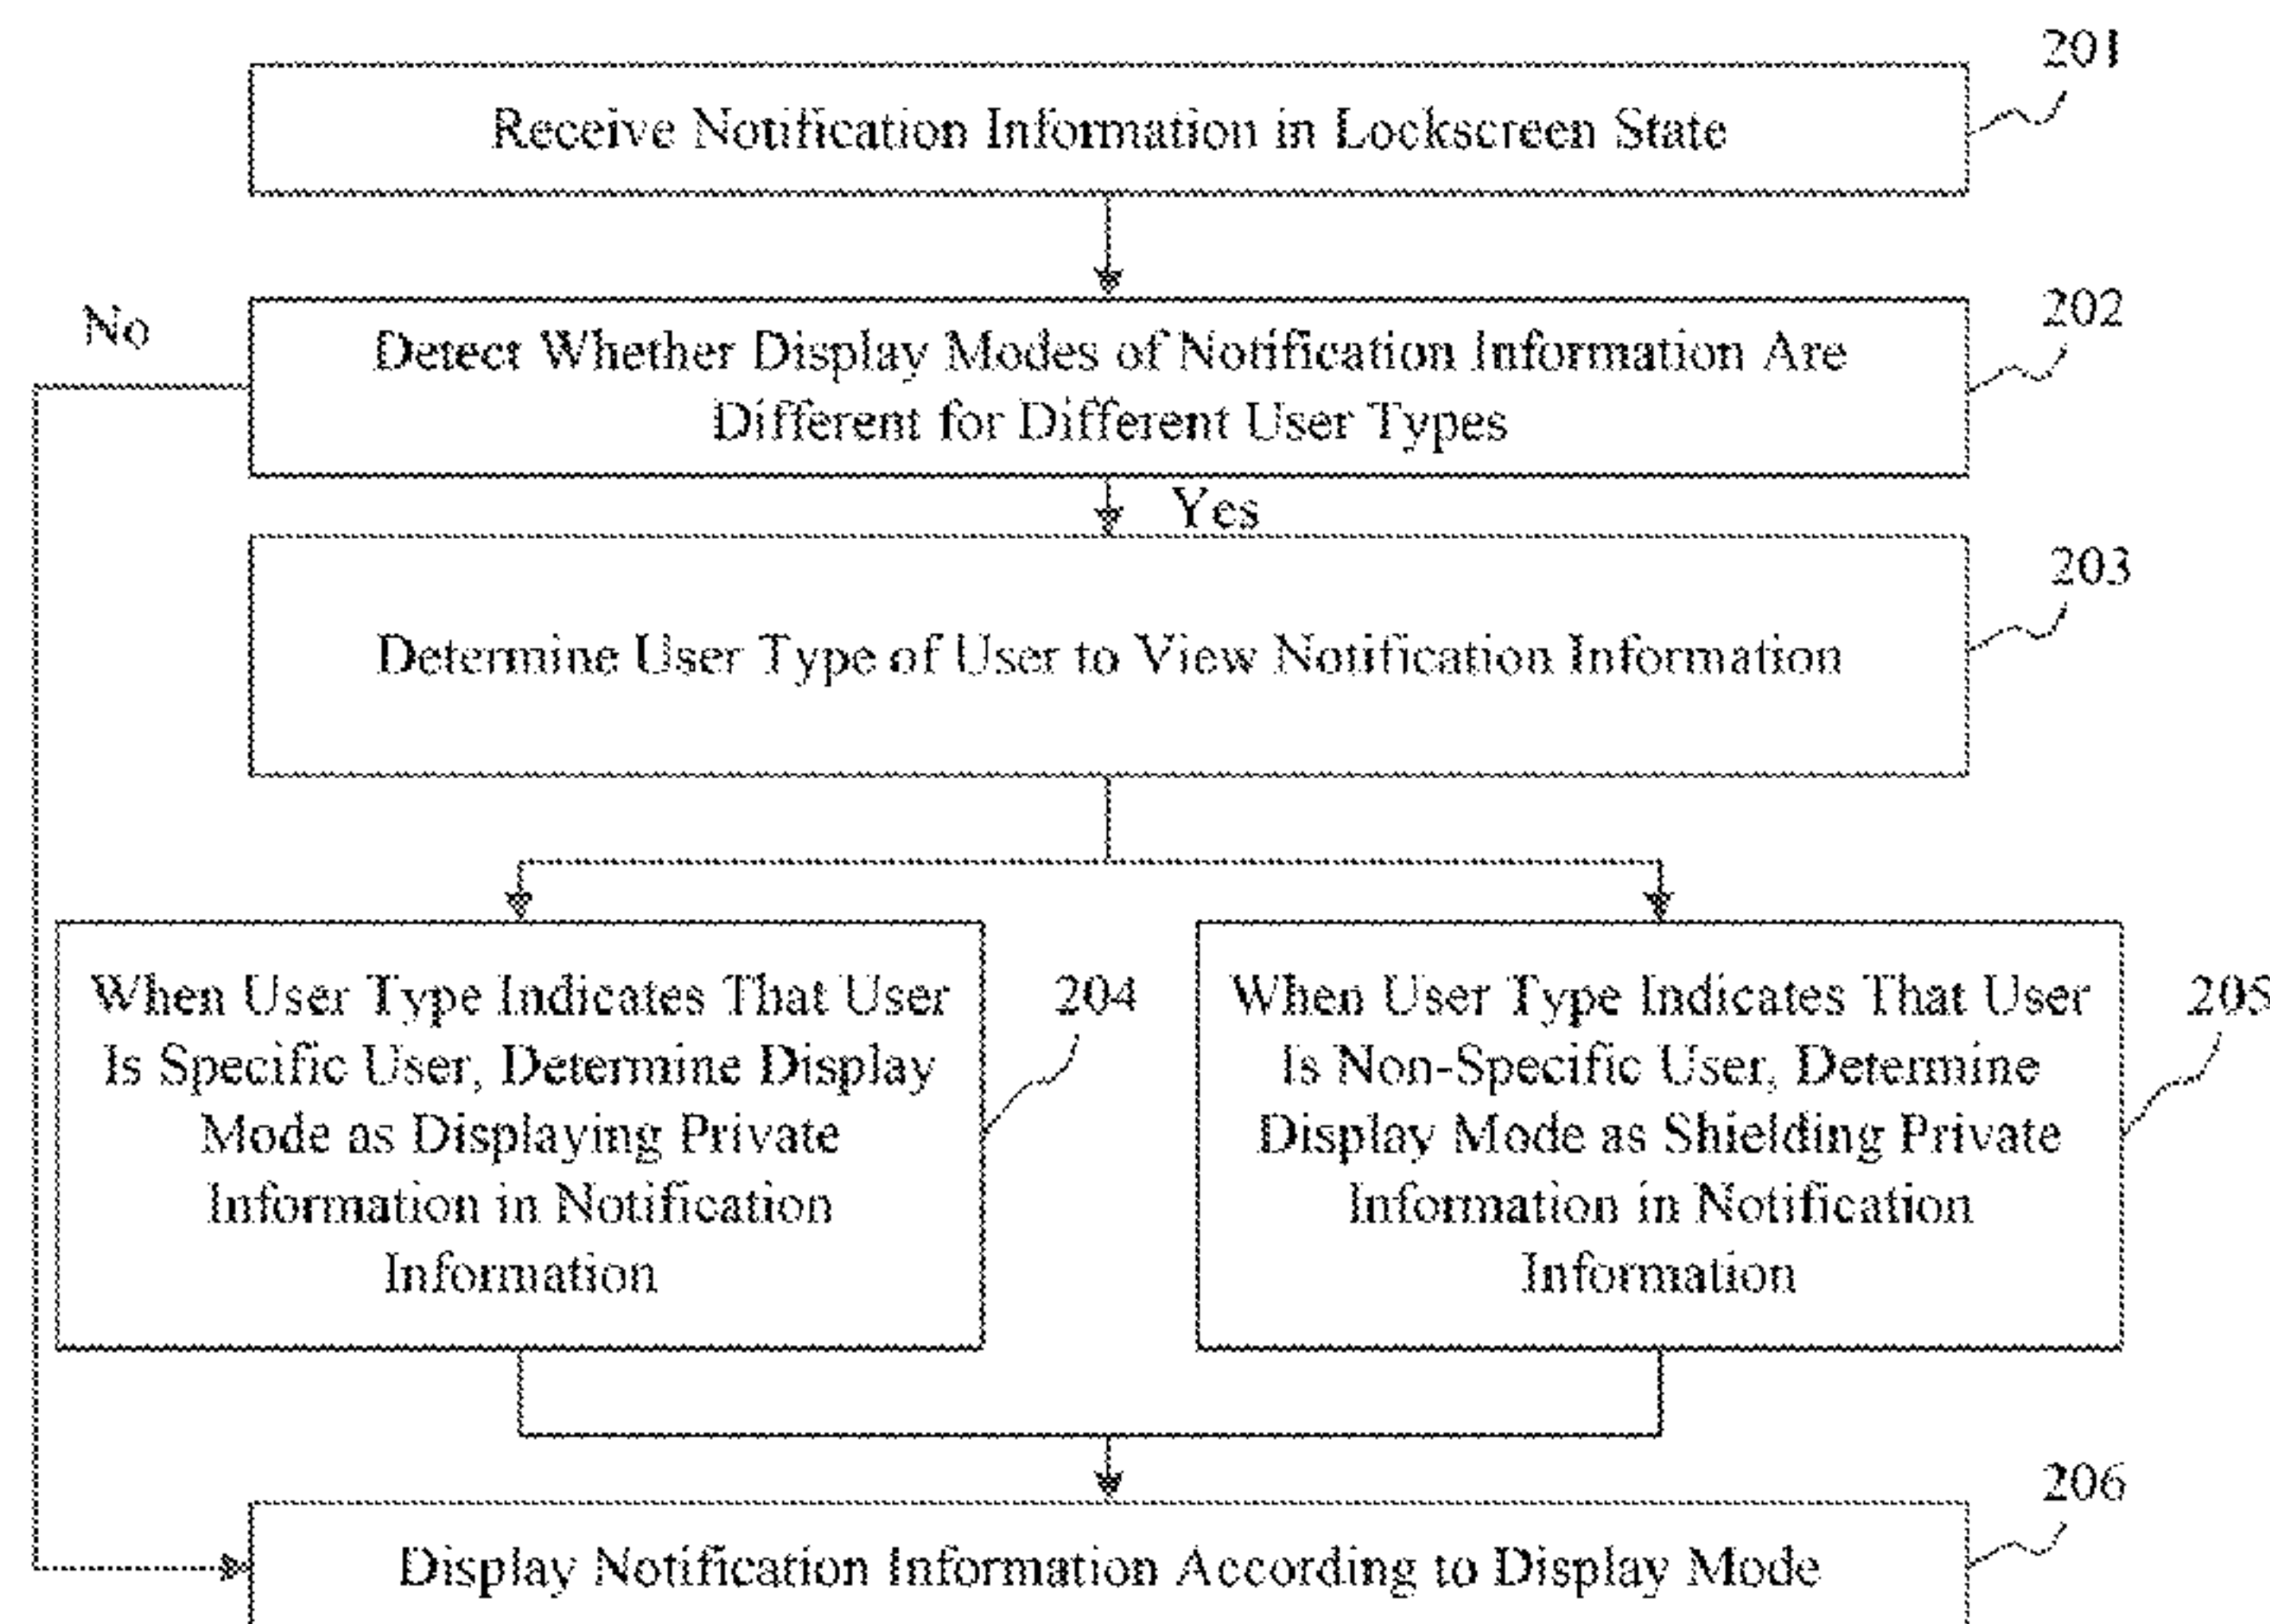 201
Receive Notification Information in Lockscreen State
No
202
Detect Whether Display Modes of Notification Information Are
Different for Different User Types
Yes
203
Determine User Type of User to View Notification Information
When User Type Indicates That User
Is Specific User, Determine Display
Mode as Displaying Private
Information in Notification
Information
204
When User Type Indicates That User
Is Non-Specific User, Determine
Display Mode as Shielding Private
Information in Notification
Information
205
206
Display Notification Information According to Display Mode